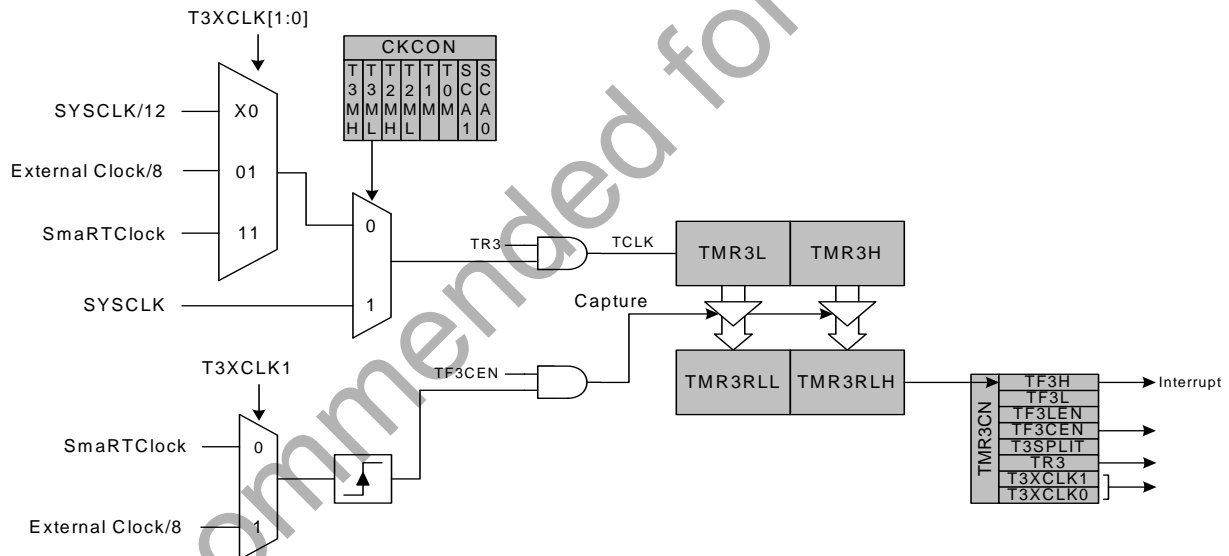 T3XCLK[1:0]
CKCON
T3MH T3ML T2MH T2ML T1M T0M SCA1 SCA0
SYSCLK/12
X0
External Clock/8
01
SmaRTClock
11
0
SYSCLK
1
TR3
TCLK
TMR3L
TMR3H
Capture
T3XCLK1
TF3CEN
TMR3RLL
TMR3RLH
SmaRTClock
0
External Clock/8
1
TMR3CN
TF3H
Interrupt
TF3L
TF3LEN
TF3CEN
T3SPLIT
TR3
T3XCLK1
T3XCLK0
ommended for